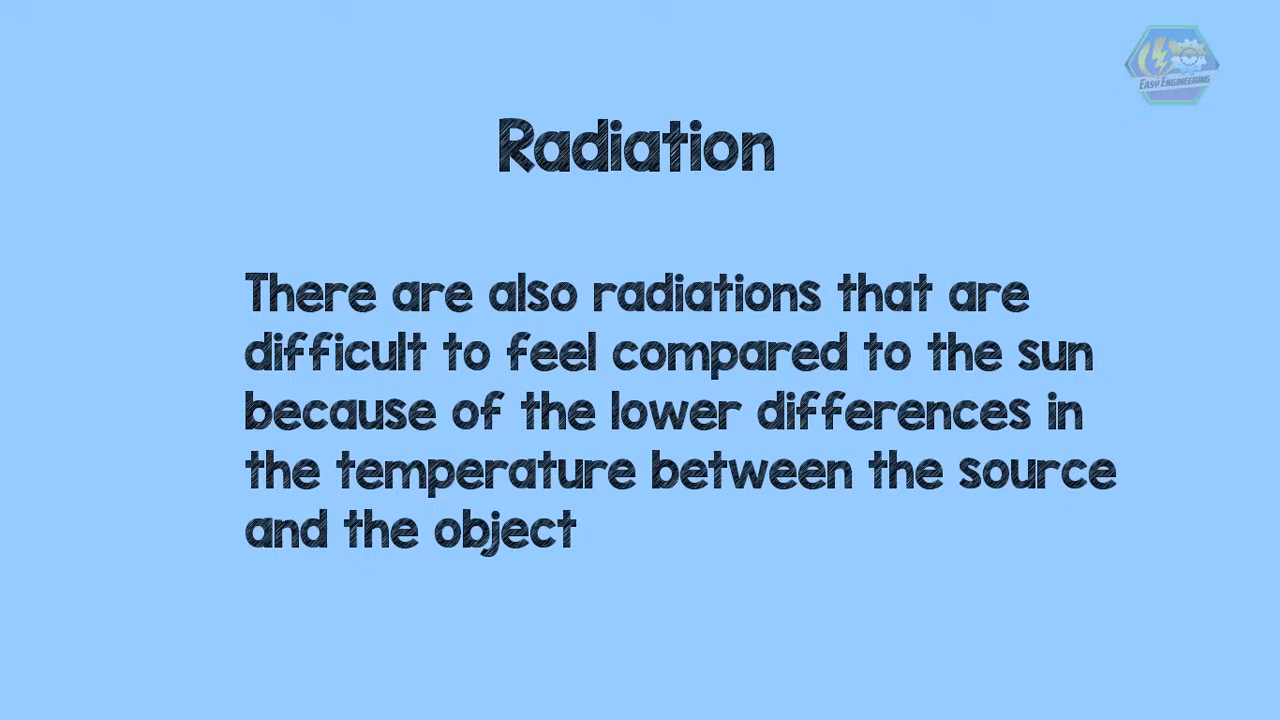 EASY ENGINEERING
Radiation
There are also radiations that are
difficult to feel compared to the sun
because of the lower differences in
the temperature between the source
and the object